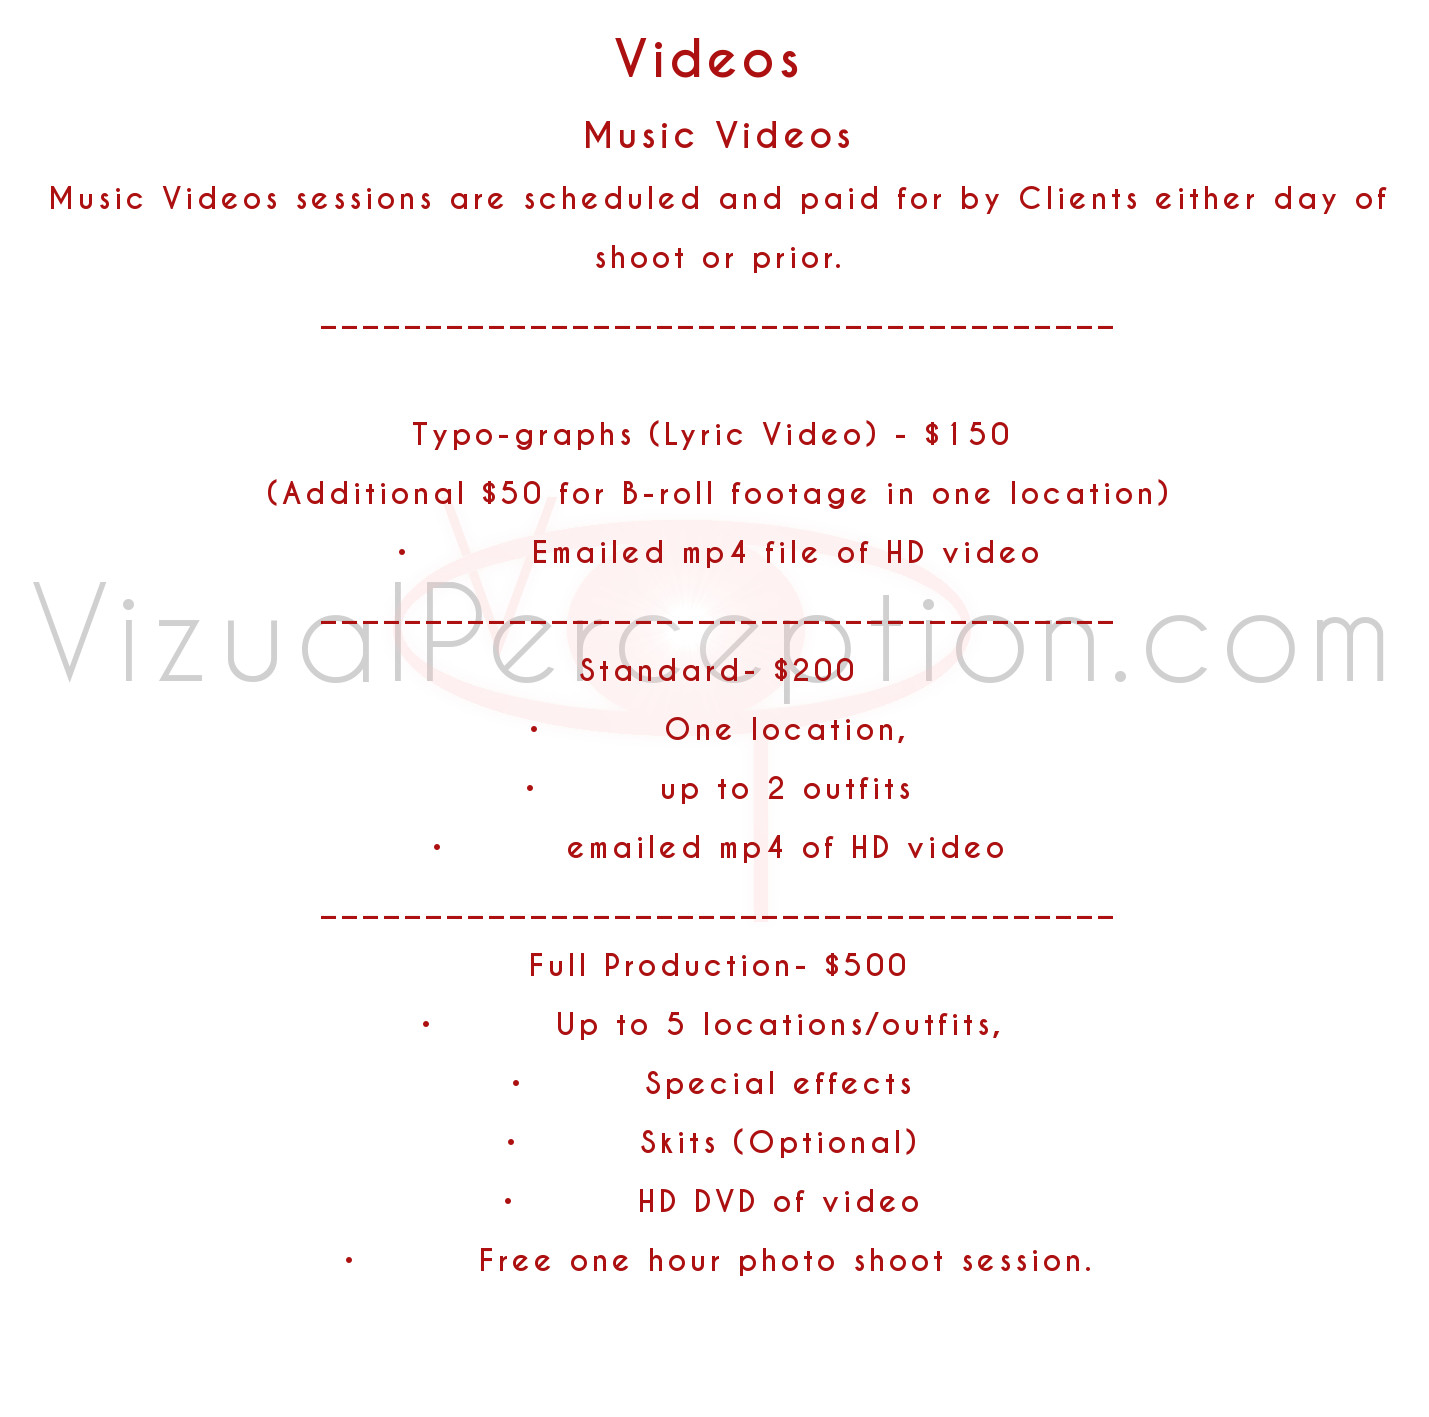 Videos
Music Videos
Music Videos sessions are scheduled and paid for by Clients either day of
shoot or prior.
--------------------------------------
Typo-graphs (Lyric Video) - $150
(Additional $50 for B-roll footage in one location)
• Emailed mp4 file of HD video
VizualPerception.com
--------------------------------------
Standard- $200
• One location,
• up to 2 outfits
• emailed mp4 of HD video
--------------------------------------
Full Production- $500
• Up to 5 locations/outfits,
• Special effects
• Skits (Optional)
• HD DVD of video
• Free one hour photo shoot session.